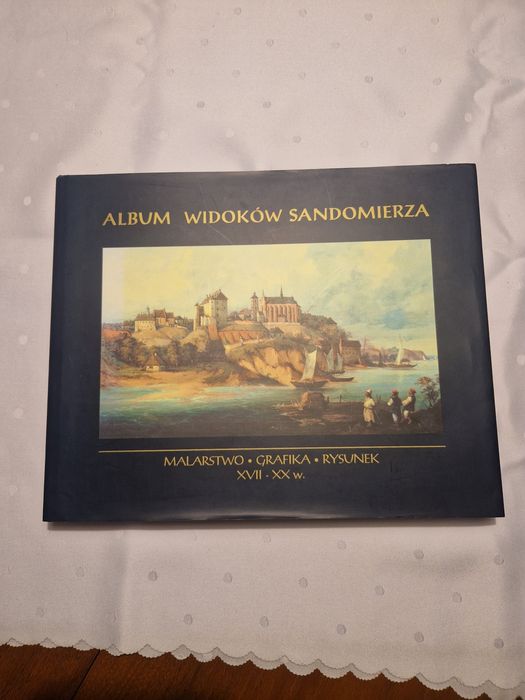 ALBUM WIDOKÓW SANDOMIERZA
MALARSTWO • GRAFIKA • RYSUNEK
XVII - XX w.